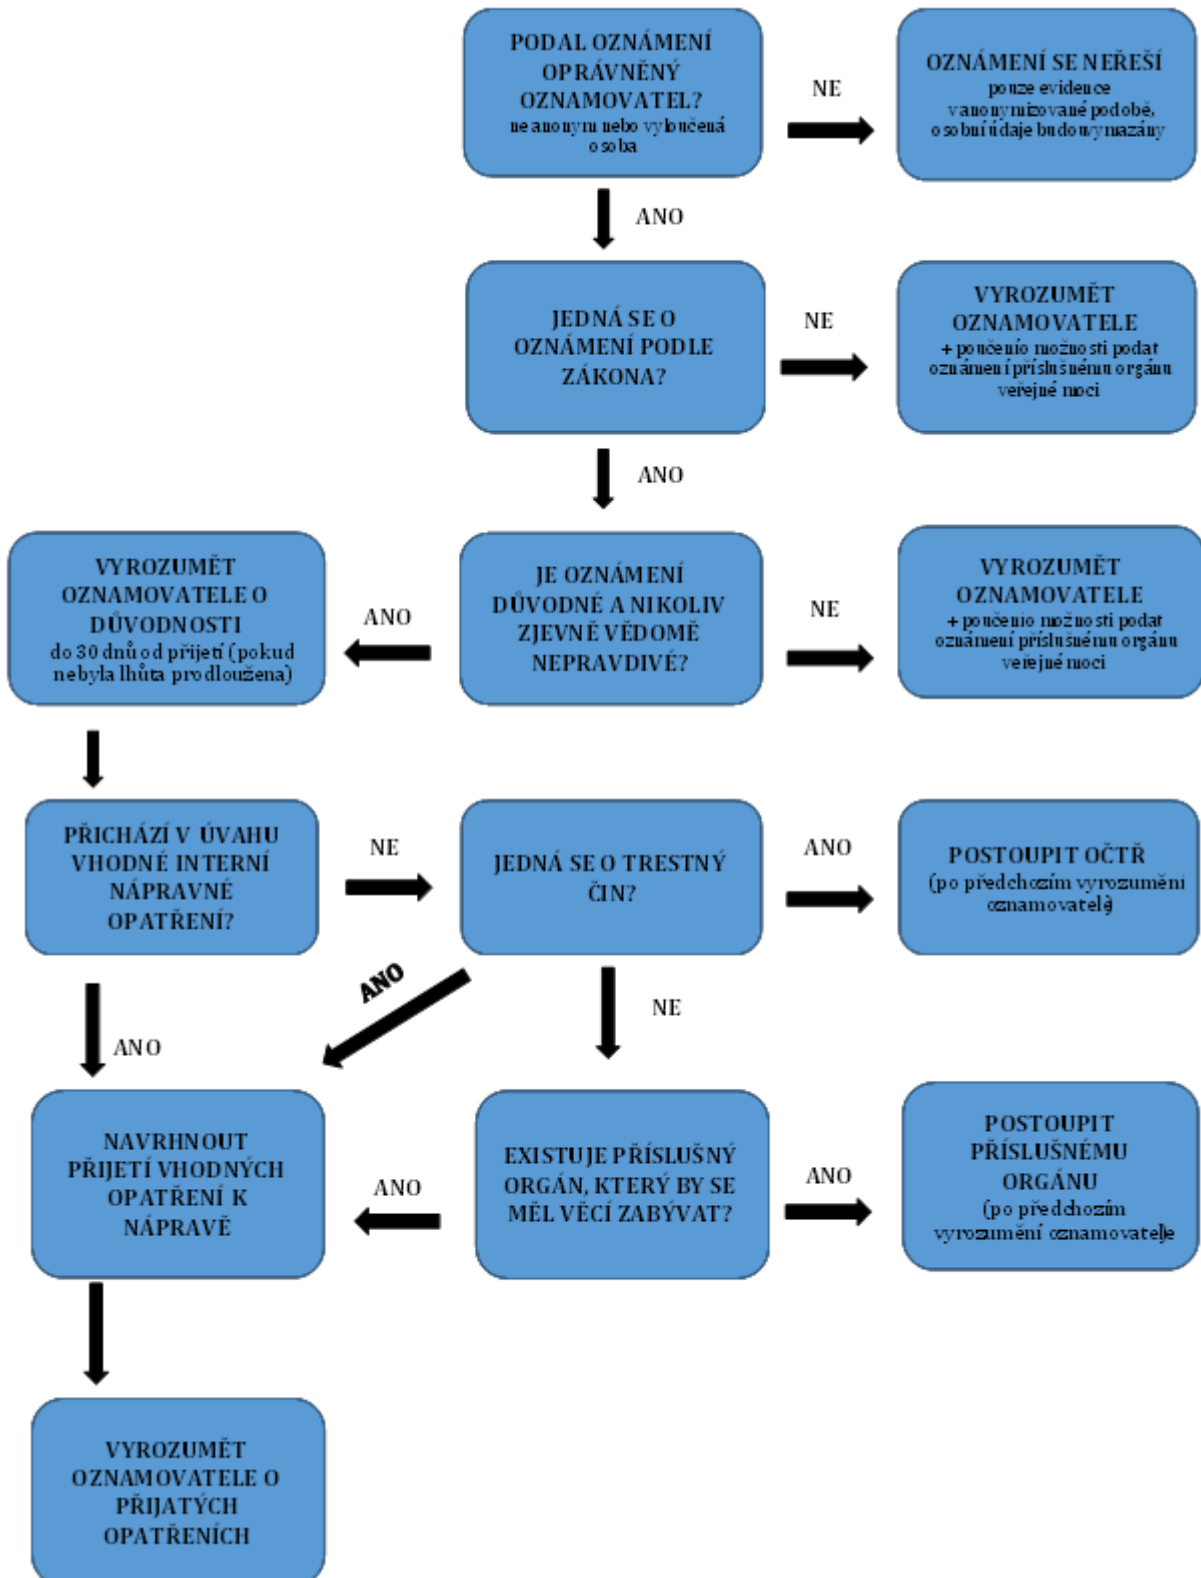 PODAL OZNÁMENÍ
OPRÁVNĚNÝ
OZNAMOVATEL?
ne anonym nebo vyloučená
osoba
NE
OZNÁMENÍ SE NEŘEŠÍ
pouze evidence
v anonymizované podobě,
osobní údaje budou vymazány
ANO
JEDNÁ SE O
OZNÁMENÍ PODLE
ZÁKONA?
NE
VYROZUMĚT
OZNAMOVATELE
+ poučení o možnosti podat
oznámení příslušnému orgánu
veřejné moci
ANO
JE OZNÁMENÍ
DŮVODNÉ A NIKOLIV
ZJEVNĚ VĚDOMĚ
NEPRAVDIVÉ?
NE
VYROZUMĚT
OZNAMOVATELE
+ poučení o možnosti podat
oznámení příslušnému orgánu
veřejné moci
ANO
VYROZUMĚT
OZNAMOVATELE O
DŮVODNOSTI
do 30 dnů od přijetí (pokud
nebyla lhůta prodloužena)
PŘICHÁZÍ V ÚVAHU
VHODNÉ INTERNÍ
NÁPRAVNÉ
OPATŘENÍ?
NE
JEDNÁ SE O TRESTNÝ
ČIN?
ANO
POSTOUPIT OČTŘ
(po předchozím vyrozumění
oznamovatele)
ANO
ANO
NE
NAVRHNOUT
PŘIJETÍ VHODNÝCH
OPATŘENÍ K
NÁPRAVĚ
ANO
EXISTUJE PŘÍSLUŠNÝ
ORGÁN, KTERÝ BY SE
MĚL VĚCÍ ZABÝVAT?
ANO
POSTOUPIT
PŘÍSLUŠNÉMU
ORGÁNU
(po předchozím
vyrozumění oznamovatele)
VYROZUMĚT
OZNAMOVATELE O
PŘIJATÝCH
OPATŘENÍCH